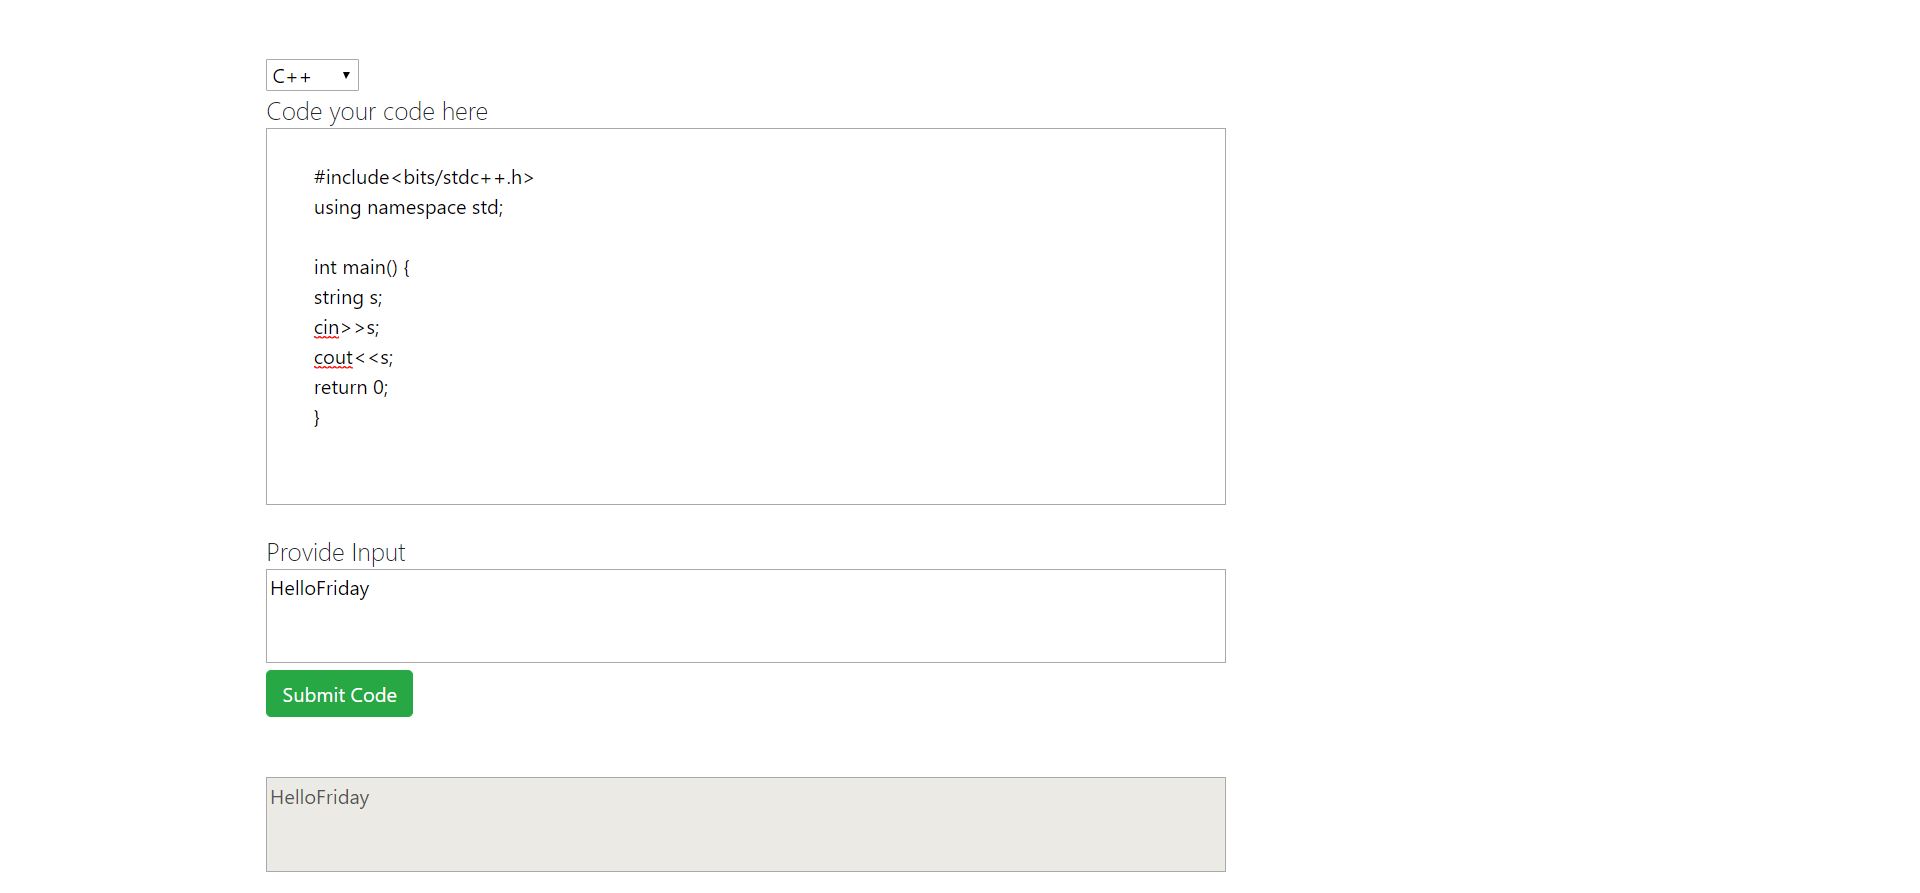 C++
Code your code here
#include<bits/stdc++.h>
using namespace std;
int main() {
string s;
cin>>s;
cout<<s;
return 0;
}
Provide Input
HelloFriday
Submit Code
HelloFriday